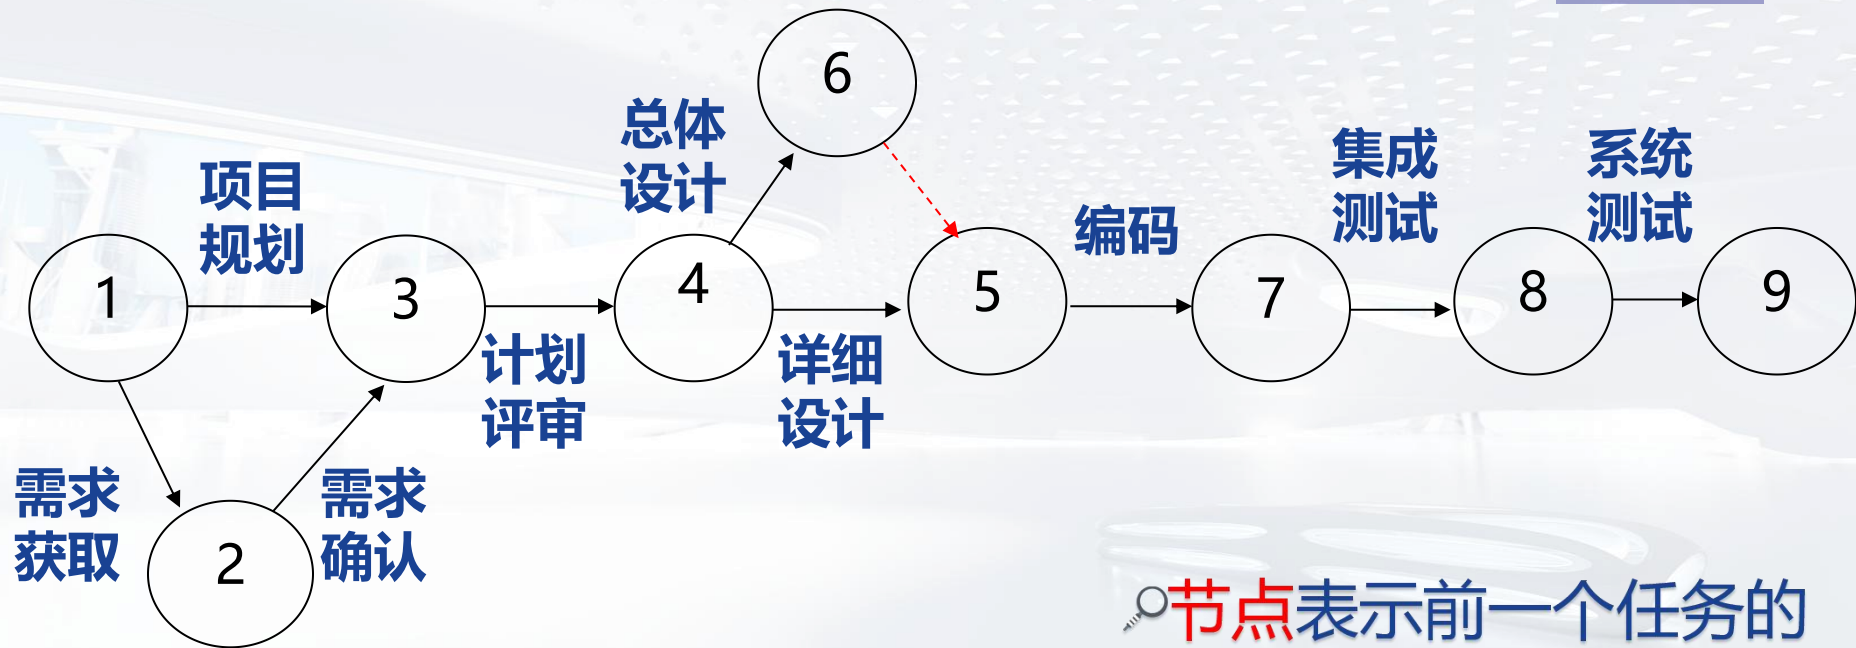 6
总体
设计
集成
测试
系统
测试
项目
规划
编码
1
3
4
5
7
8
9
计划
评审
详细
设计
需求
获取
2
需求
确认
节点表示前一个任务的